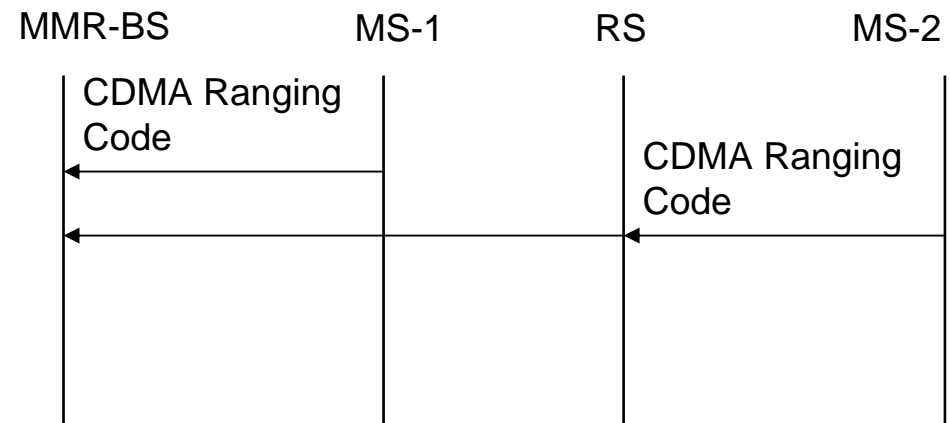 MMR-BS MS-1 RS MS-2
CDMA Ranging
Code
CDMA Ranging
Code